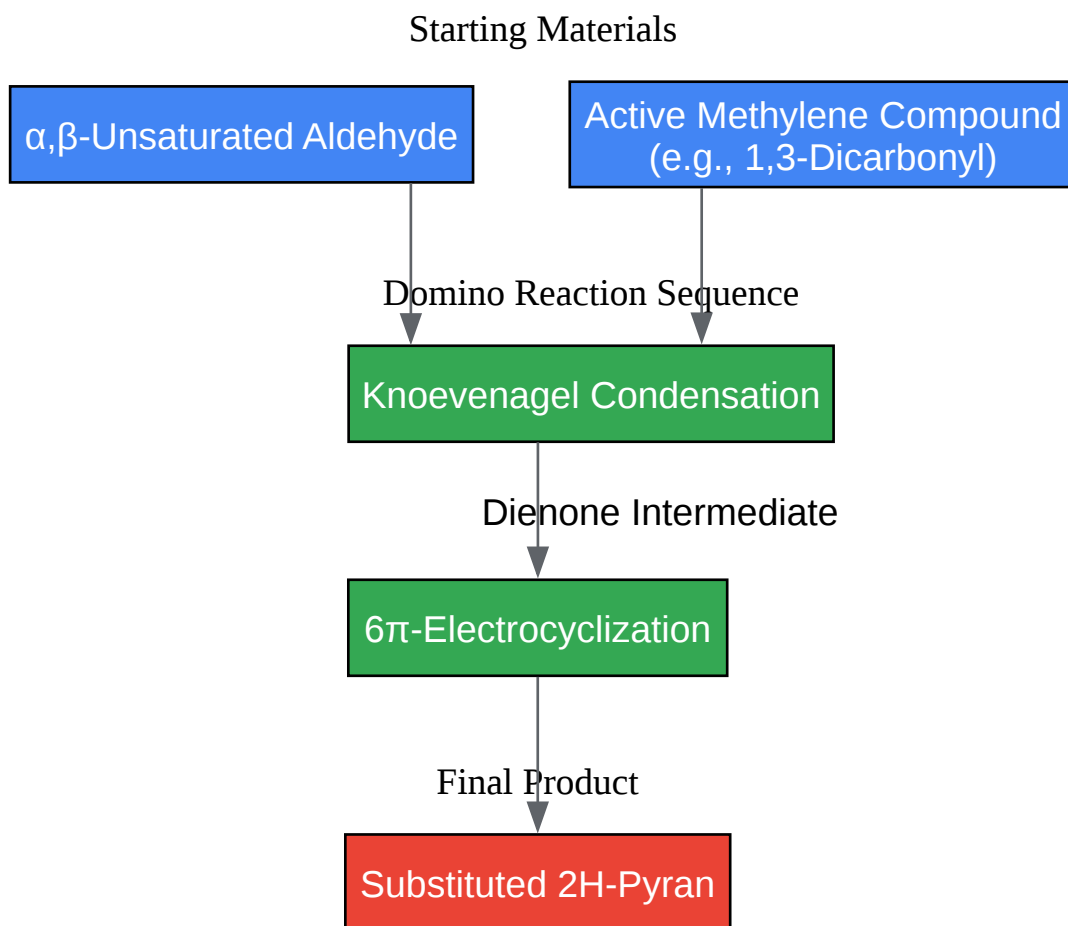 Starting Materials
α,β-Unsaturated Aldehyde
Active Methylene Compound
(e.g., 1,3-Dicarbonyl)
Domino Reaction Sequence
Knoevenagel Condensation
Dienone Intermediate
6π-Electrocyclization
Final Product
Substituted 2H-Pyran